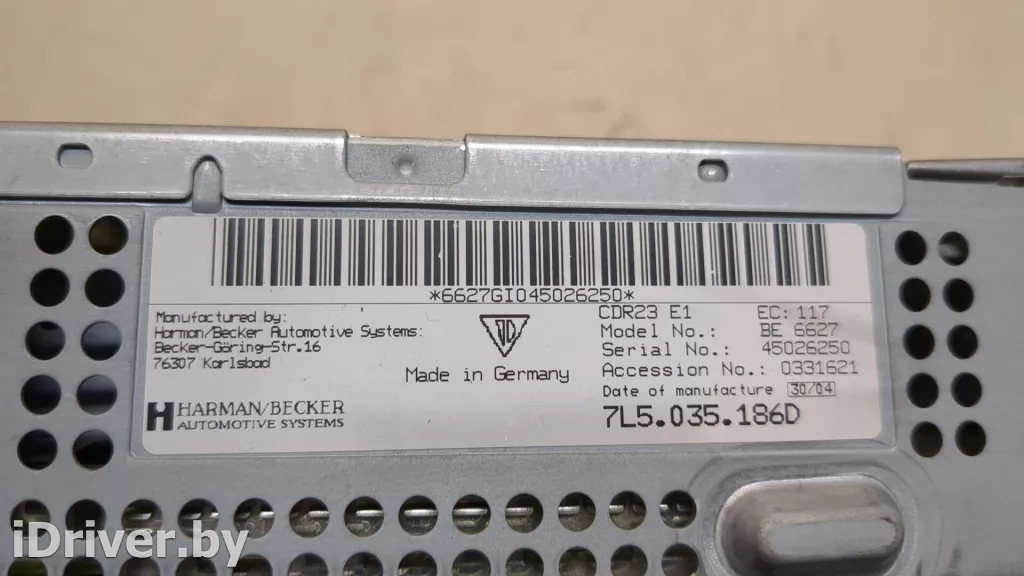 *6627GI045026250*
Manufactured by:
Harman/Becker Automotive Systems:
Becker-Göring-Str.16
76307 Karlsbad
Made in Germany
HARMAN/BECKER
AUTOMOTIVE SYSTEMS
CDR23 E1 EC: 117
Model No.: BE 6627
Serial No.: 45026250
Accession No.: 0331621
Date of manufacture 30/04
7L5.035.186D
iDriver.by